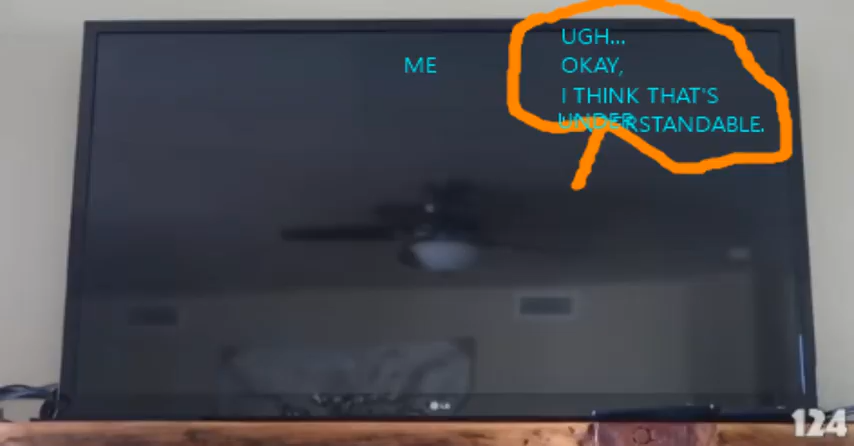 UGH...
ME
OKAY,
I THINK THAT'S
UNDERSTANDABLE.
LG
124